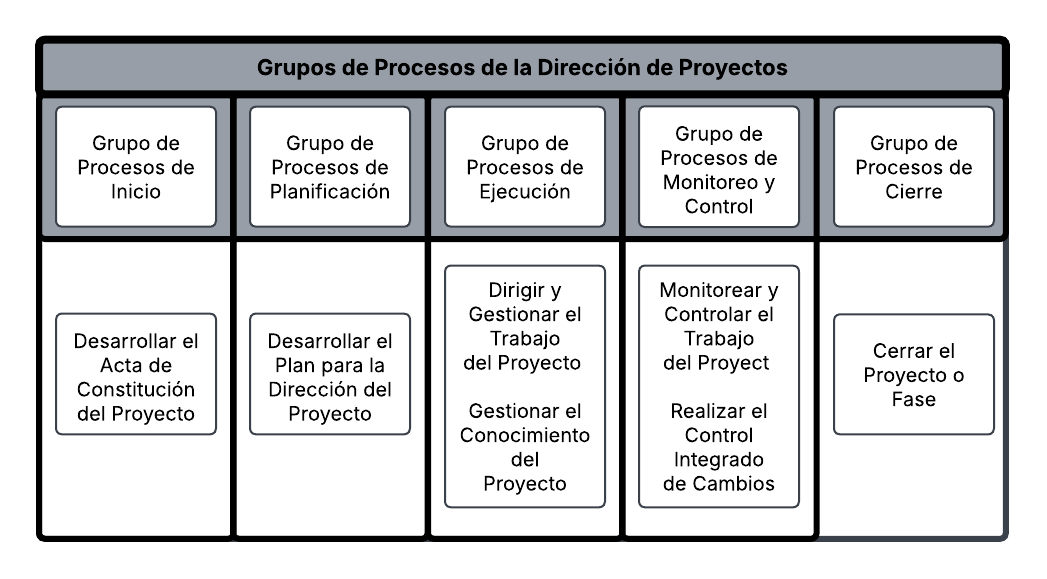 Grupos de Procesos de la Dirección de Proyectos
Grupo de
Procesos de
Inicio
Grupo de
Procesos de
Planificación
Grupo de
Procesos de
Ejecución
Grupo de
Procesos de
Monitoreo y
Control
Grupo de
Procesos de
Cierre
Desarrollar el
Acta de
Constitución
del Proyecto
Desarrollar el
Plan para la
Dirección del
Proyecto
Dirigir y
Gestionar el
Trabajo
del Proyecto
Gestionar el
Conocimiento
del
Proyecto
Monitorear y
Controlar el
Trabajo
del Proyect
Realizar el
Control
Integrado
de Cambios
Cerrar el
Proyecto o
Fase